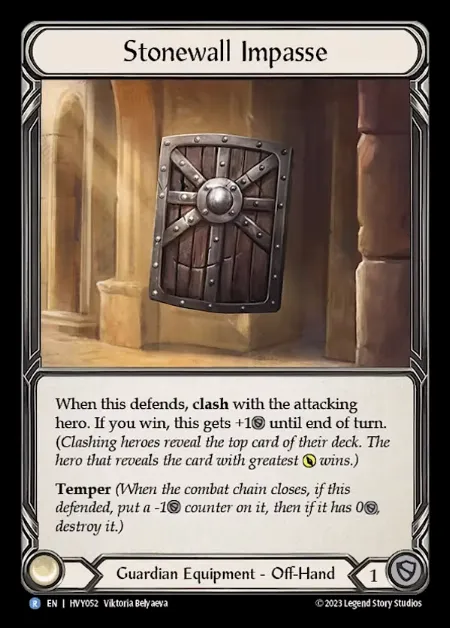 Stonewall Impasse
When this defends, clash with the attacking
hero. If you win, this gets +1 until end of turn.
(Clashing heroes reveal the top card of their deck. The
hero that reveals the card with greatest wins.)
Temper (When the combat chain closes, if this
defended, put a -1 counter on it, then if it has 0,
destroy it.)
Guardian Equipment - Off-Hand
1
R EN | HVY052 Viktoria Belyaeva
© 2023 Legend Story Studios